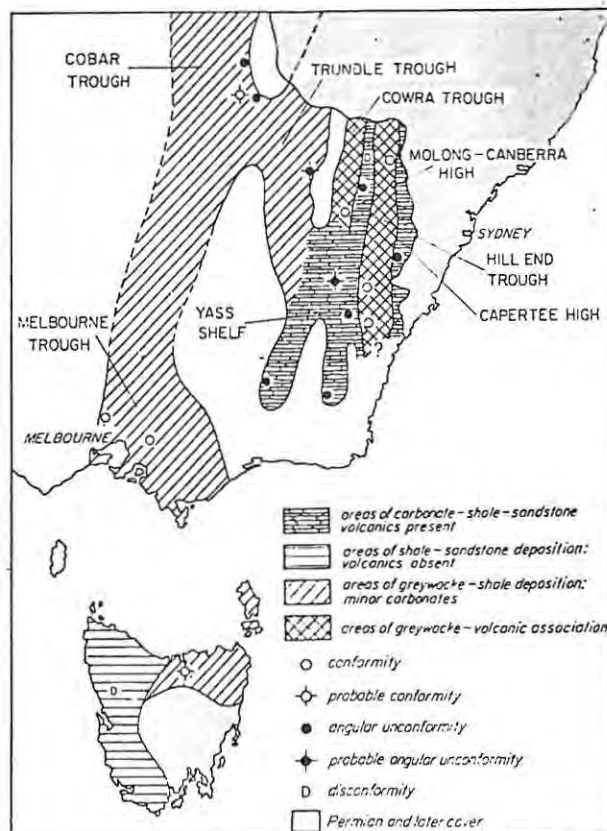 COBAR
TROUGH
TRUNDLE TROUGH
COWRA TROUGH
D
MOLONG-CANBERRA
HIGH
SYDNEY
HILL END
TROUGH
CAPERTEE HIGH
YASS
SHELF
?
MELBOURNE
TROUGH
MELBOURNE
areas of carbonate-shale-sandstone
volcanics present
areas of shale-sandstone deposition:
volcanics absent
areas of greywacke-shale deposition:
minor carbonates
areas of greywacke-volcanic association
conformity
probable conformity
D
angular unconformity
probable angular unconformity
D disconformity
Permian and later cover